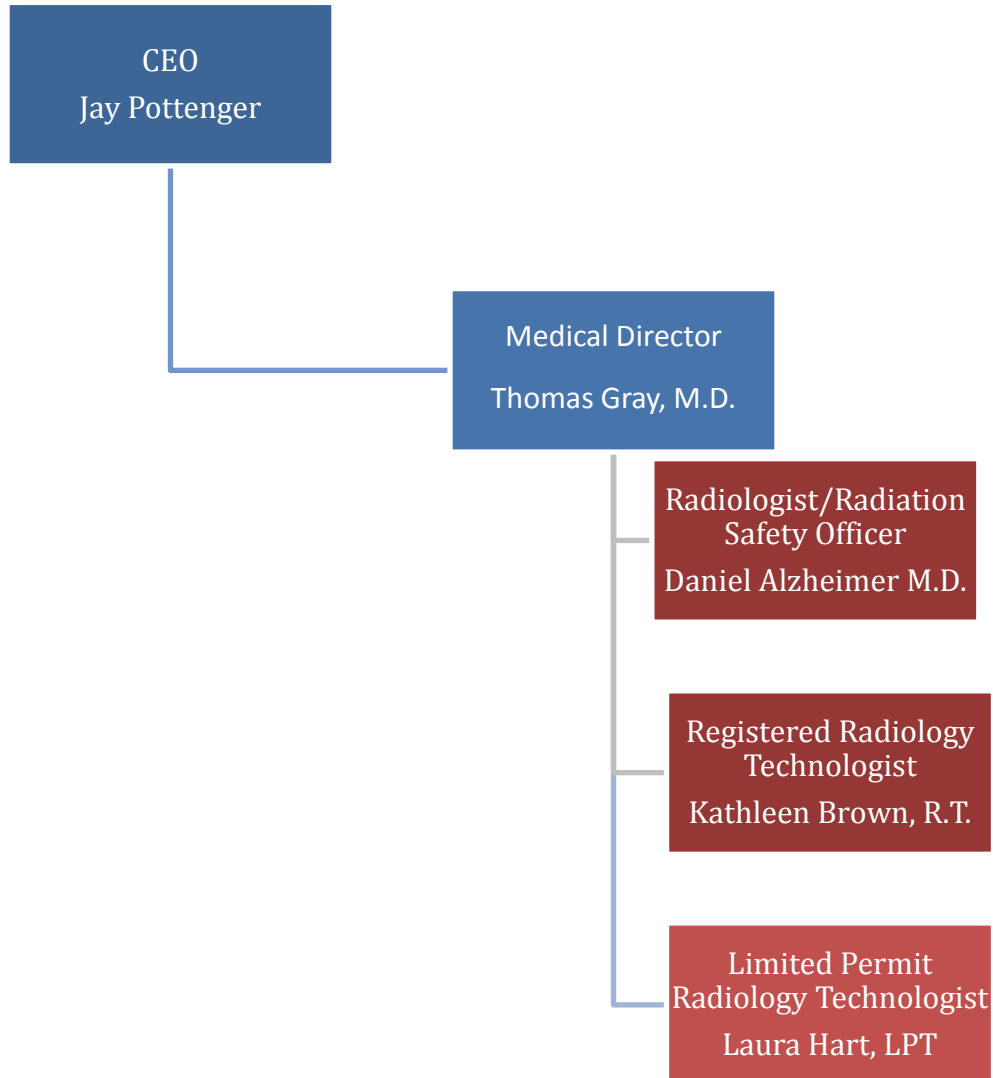 CEO
Jay Pottenger
Medical Director
Thomas Gray, M.D.
Radiologist/Radiation
Safety Officer
Daniel Alzheimer M.D.
Registered Radiology
Technologist
Kathleen Brown, R.T.
Limited Permit
Radiology Technologist
Laura Hart, LPT